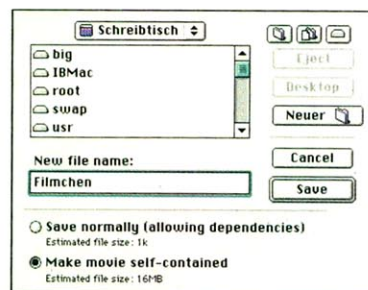 Schreibtisch
big
IBMac
root
swap
usr
Eject
Desktop
Neuer
New file name:
Filmchen
Cancel
Save
Save normally (allowing dependencies)
Estimated file size: 1k
Make movie self-contained
Estimated file size: 16MB